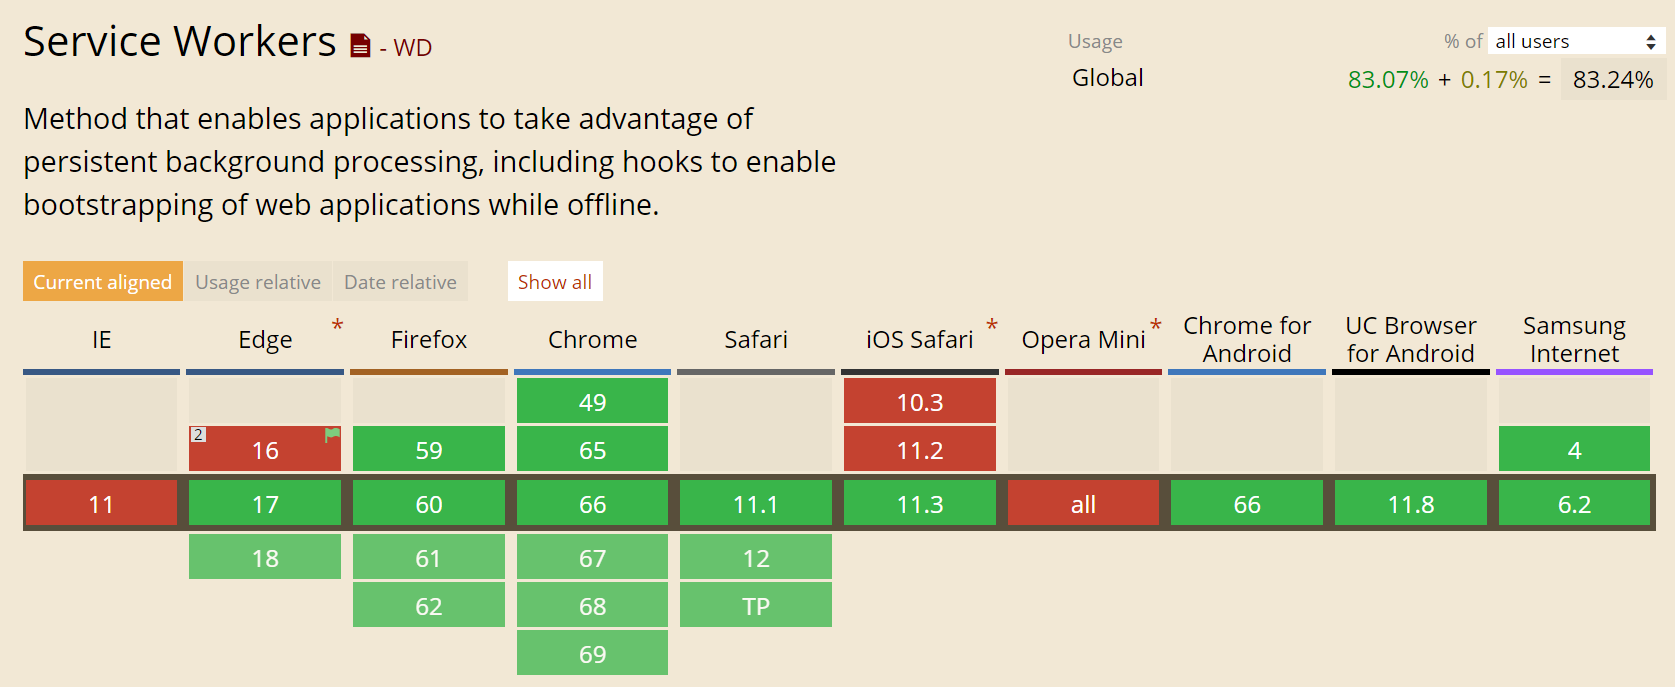 Service Workers - WD
Usage % of all users
Global 83.07% + 0.17% = 83.24%
Method that enables applications to take advantage of
persistent background processing, including hooks to enable
bootstrapping of web applications while offline.
Current aligned Usage relative Date relative Show all
IE Edge * Firefox Chrome Safari iOS Safari * Opera Mini * Chrome for Android UC Browser for Android Samsung Internet
49 10.3
2 16 59 65 11.2 4
11 17 60 66 11.1 11.3 all 66 11.8 6.2
18 61 67 12
62 68 TP
69